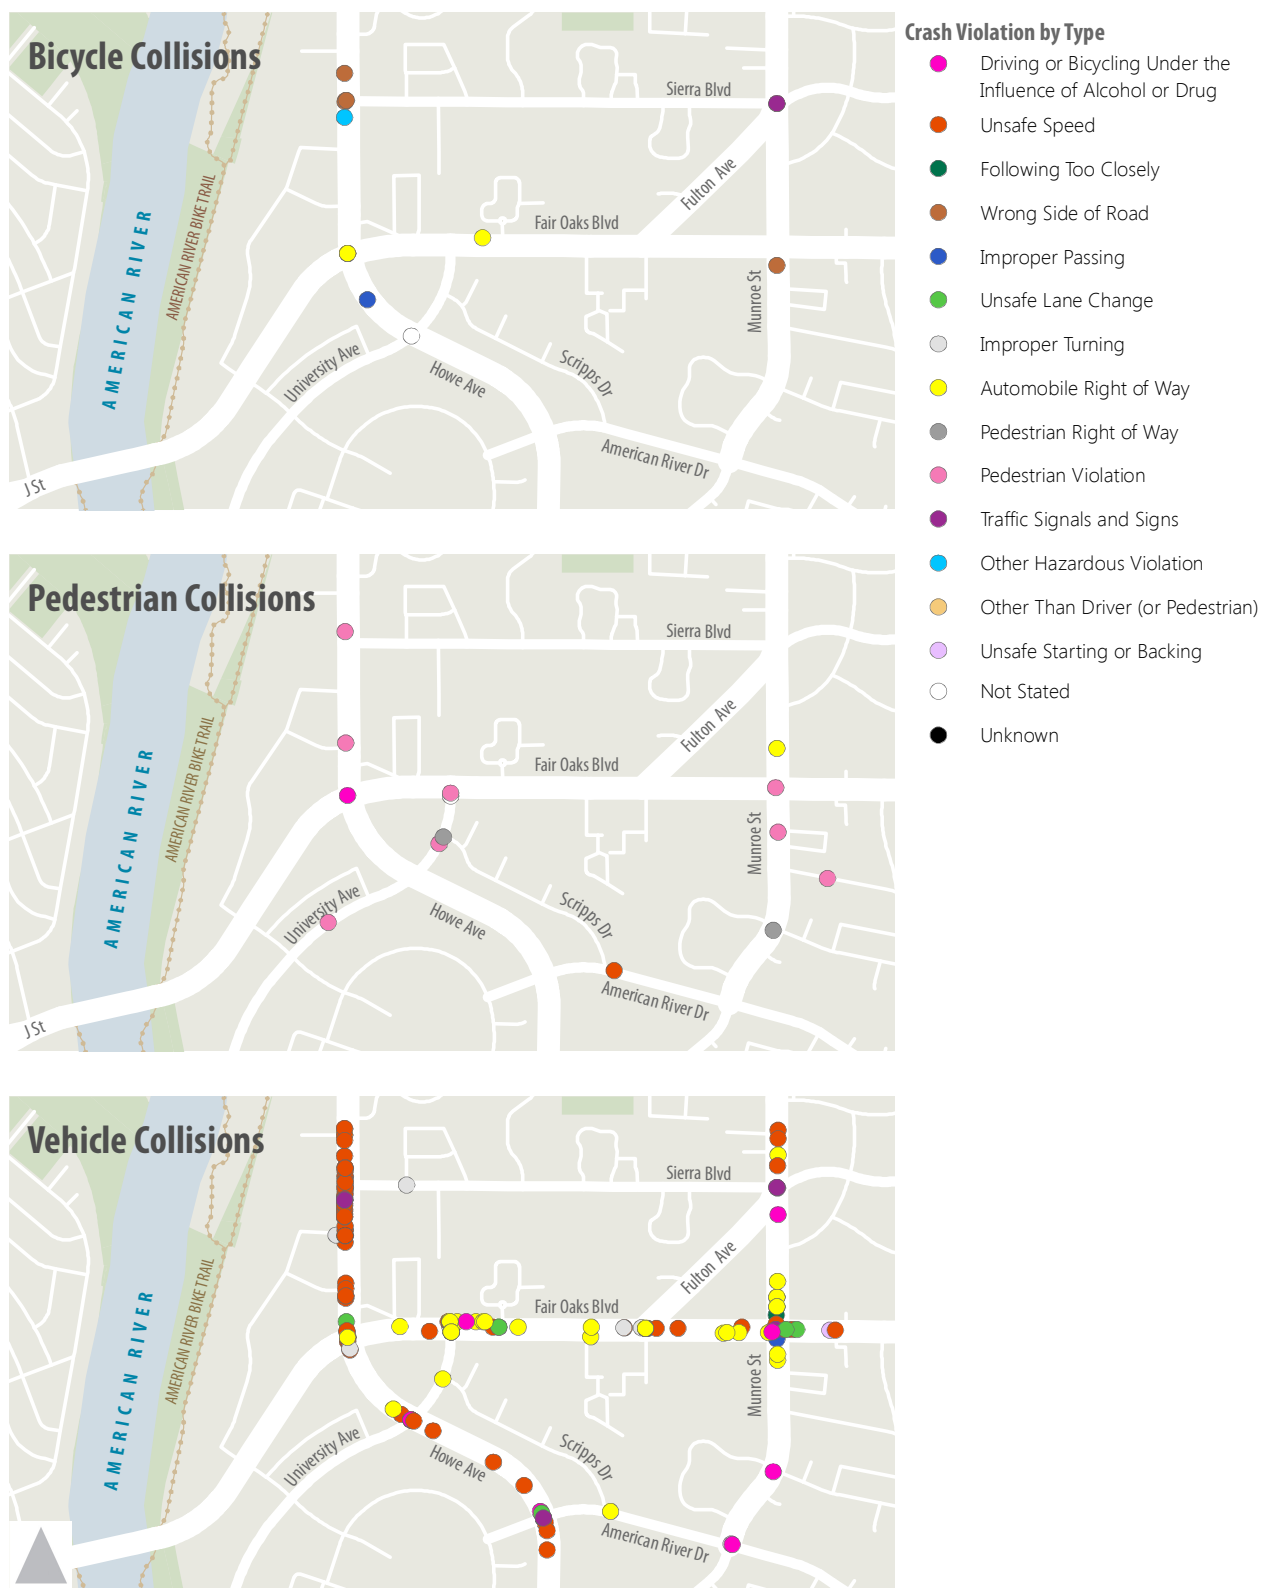 Bicycle Collisions
Sierra Blvd
Fulton Ave
Fair Oaks Blvd
AMERICAN RIVER
AMERICAN RIVER BIKE TRAIL
Munroe St
University Ave
Howe Ave
Scripps Dr
American River Dr
J St
Crash Violation by Type
Driving or Bicycling Under the
Influence of Alcohol or Drug
Unsafe Speed
Following Too Closely
Wrong Side of Road
Improper Passing
Unsafe Lane Change
Improper Turning
Automobile Right of Way
Pedestrian Right of Way
Pedestrian Violation
Traffic Signals and Signs
Other Hazardous Violation
Other Than Driver (or Pedestrian)
Unsafe Starting or Backing
Not Stated
Unknown
Pedestrian Collisions
Sierra Blvd
Fulton Ave
Fair Oaks Blvd
AMERICAN RIVER
AMERICAN RIVER BIKE TRAIL
Munroe St
University Ave
Howe Ave
Scripps Dr
American River Dr
J St
Vehicle Collisions
Sierra Blvd
Fulton Ave
Fair Oaks Blvd
AMERICAN RIVER
AMERICAN RIVER BIKE TRAIL
Munroe St
University Ave
Howe Ave
Scripps Dr
American River Dr